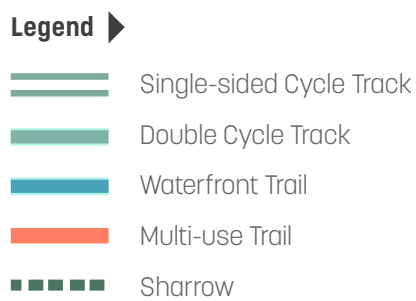 Legend
Single-sided Cycle Track
Double Cycle Track
Waterfront Trail
Multi-use Trail
Sharrow